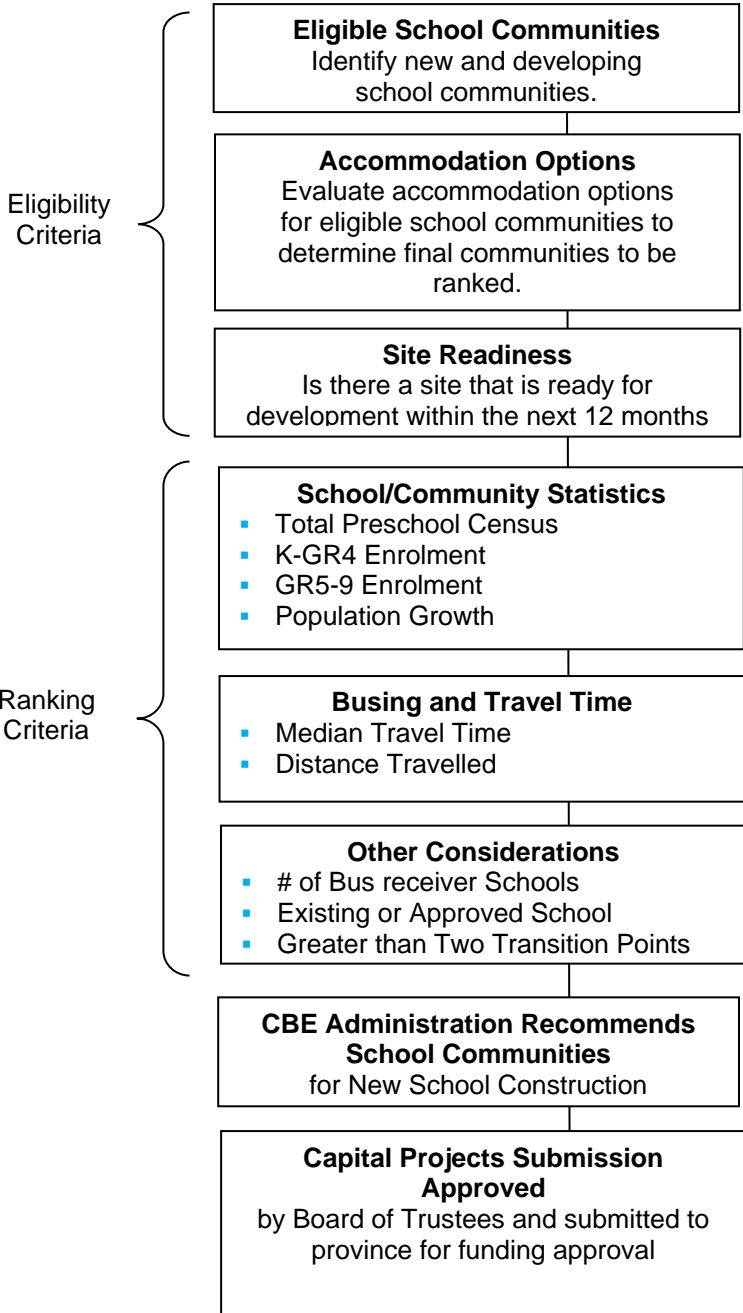 Eligible School Communities
Identify new and developing
school communities.
Accommodation Options
Evaluate accommodation options
for eligible school communities to
determine final communities to be
ranked.
Eligibility
Criteria
Site Readiness
Is there a site that is ready for
development within the next 12 months
School/Community Statistics
▪ Total Preschool Census
▪ K-GR4 Enrolment
▪ GR5-9 Enrolment
▪ Population Growth
Ranking
Criteria
Busing and Travel Time
▪ Median Travel Time
▪ Distance Travelled
Other Considerations
▪ # of Bus receiver Schools
▪ Existing or Approved School
▪ Greater than Two Transition Points
CBE Administration Recommends
School Communities
for New School Construction
Capital Projects Submission
Approved
by Board of Trustees and submitted to
province for funding approval